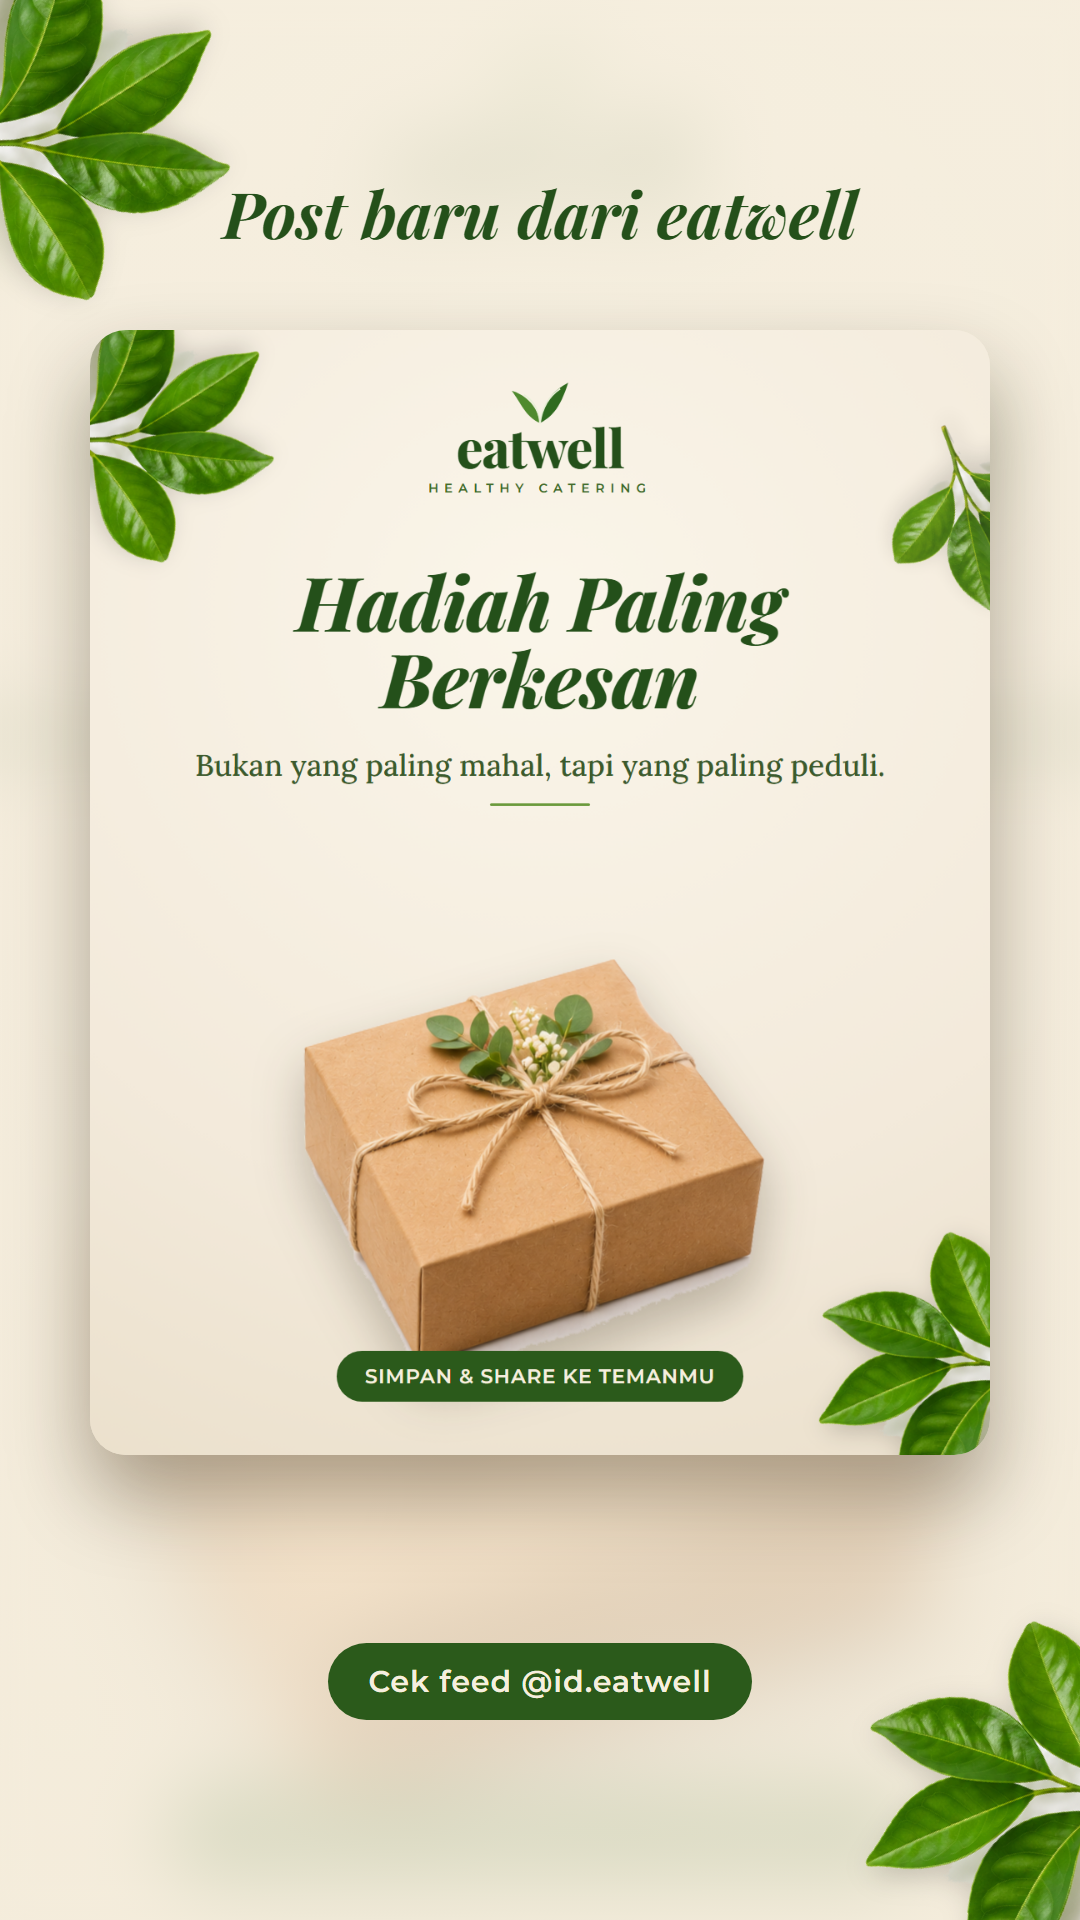 Post baru dari eatwell
eatwell
HEALTHY CATERING
Hadiah Paling
Berkesan
Bukan yang paling mahal, tapi yang paling peduli.
SIMPAN & SHARE KE TEMANMU
Cek feed @id.eatwell